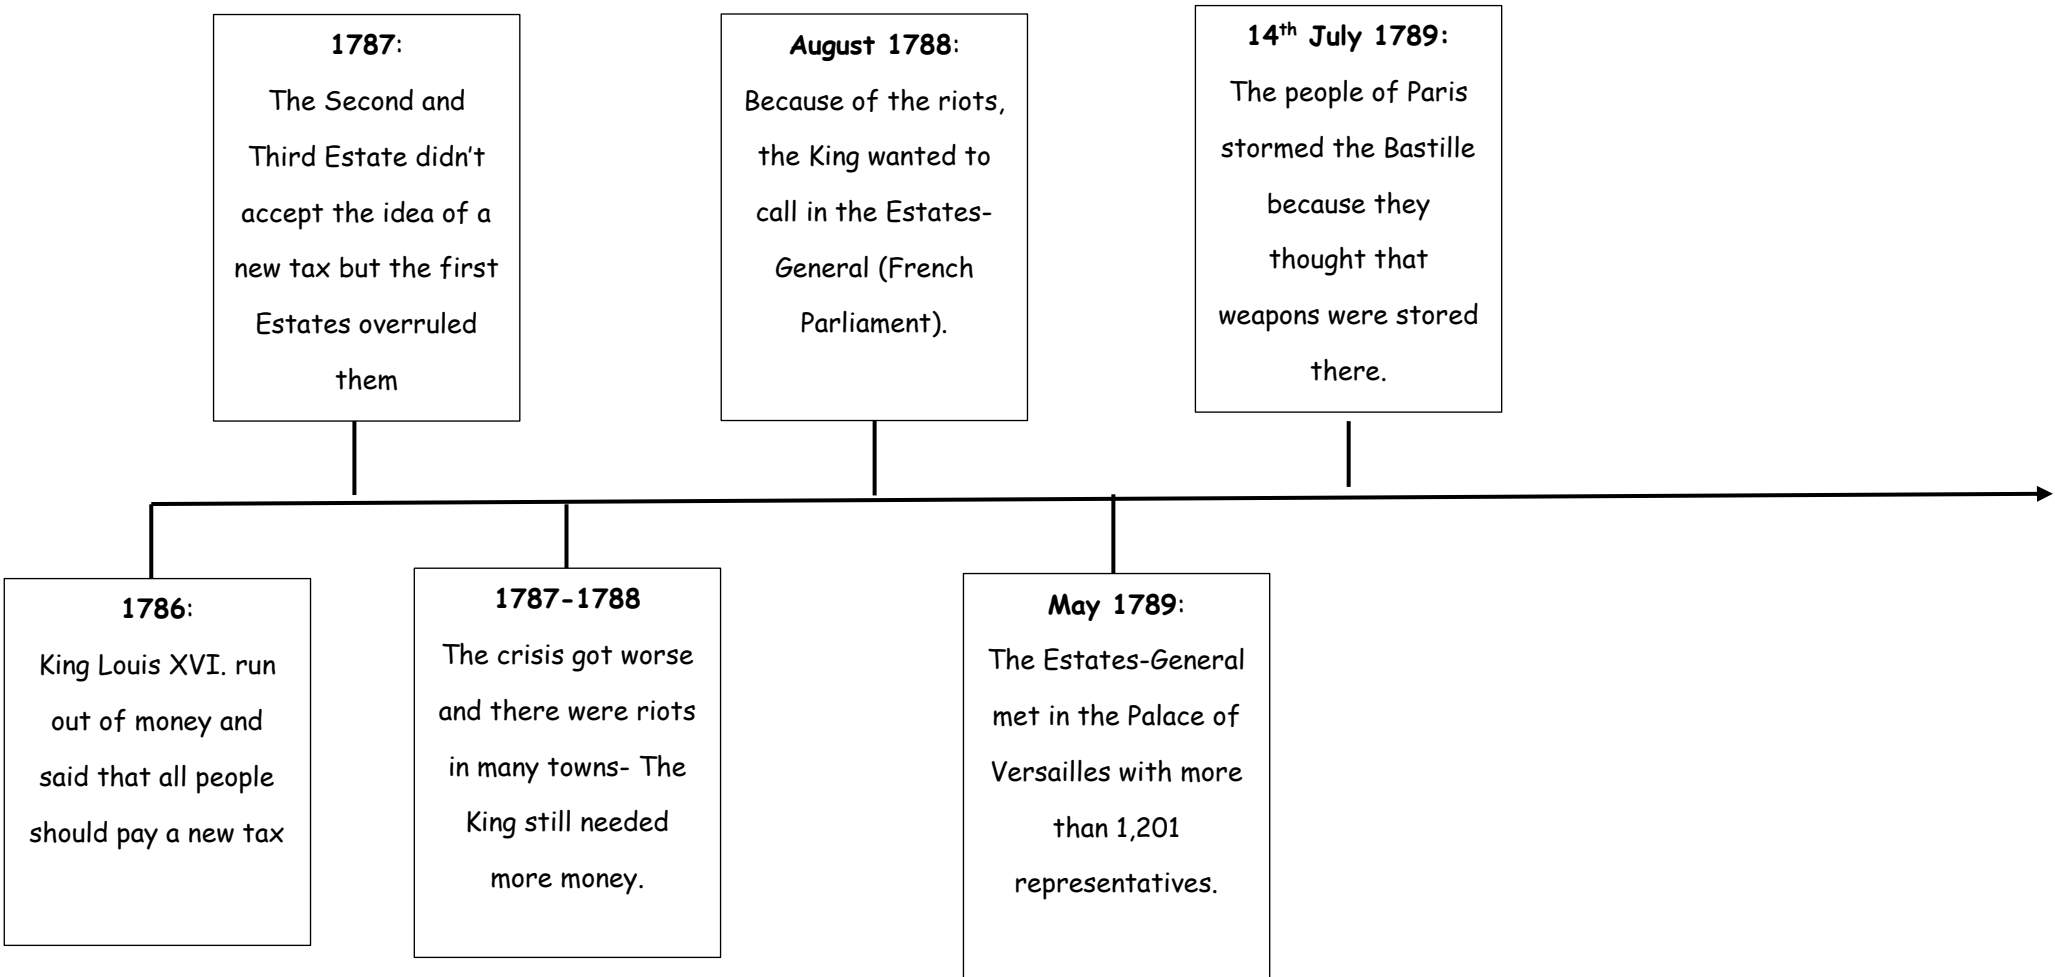 1787:
The Second and
Third Estate didn't
accept the idea of a
new tax but the first
Estates overruled
them
August 1788:
Because of the riots,
the King wanted to
call in the Estates-
General (French
Parliament).
14th July 1789:
The people of Paris
stormed the Bastille
because they
thought that
weapons were stored
there.
1786:
King Louis XVI. run
out of money and
said that all people
should pay a new tax
1787-1788
The crisis got worse
and there were riots
in many towns- The
King still needed
more money.
May 1789:
The Estates-General
met in the Palace of
Versailles with more
than 1,201
representatives.